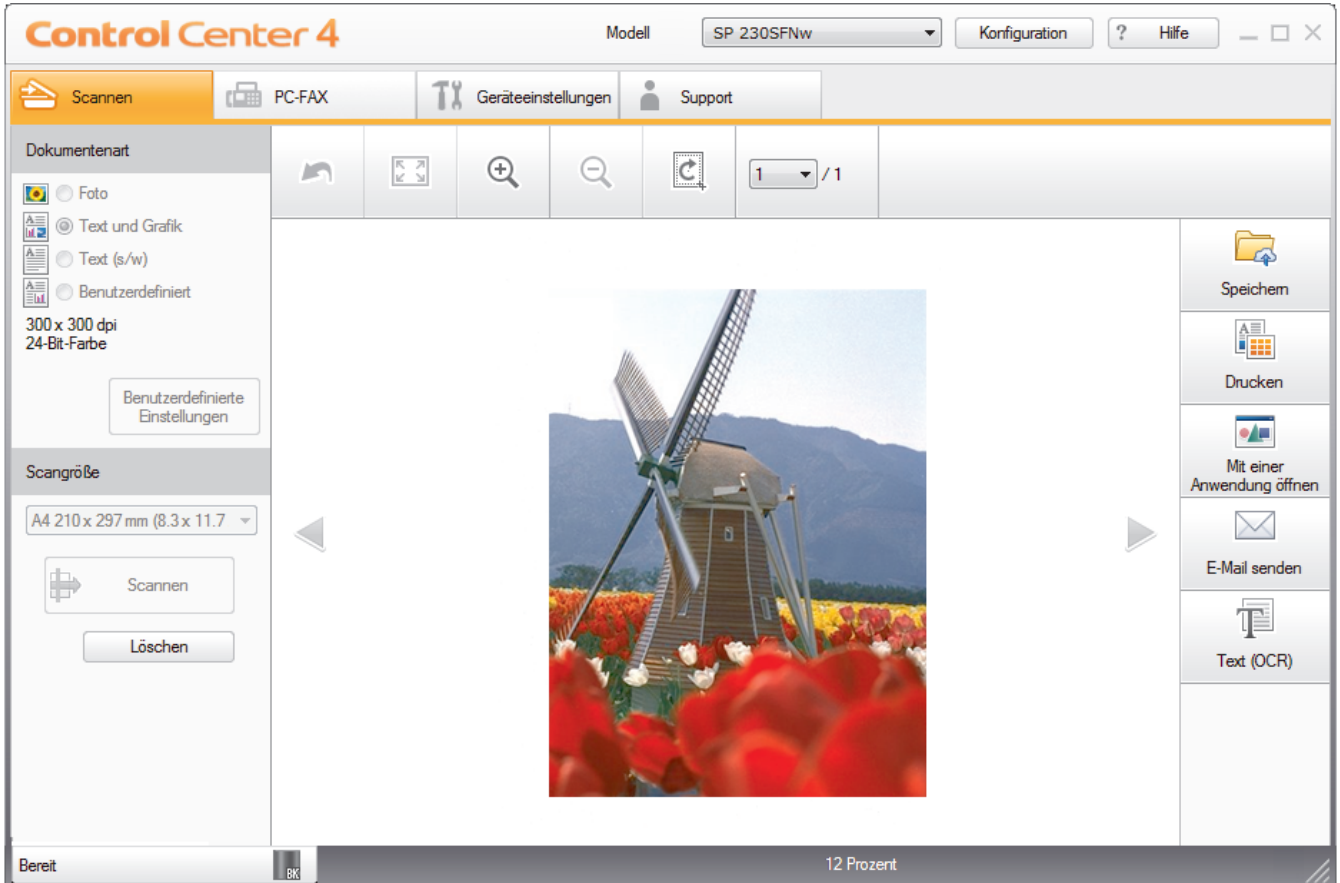 Control Center 4
Modell
SP 230SFNw
Konfiguration
? Hilfe
Scannen
PC-FAX
Geräteeinstellungen
Support
Dokumentenart
Foto
Text und Grafik
Text (s/w)
Benutzerdefiniert
300 x 300 dpi
24-Bit-Farbe
Benutzerdefinierte
Einstellungen
Scangröße
A4 210 x 297 mm (8.3 x 11.7
Scannen
Löschen
1 / 1
Speichern
Drucken
Mit einer
Anwendung öffnen
E-Mail senden
Text (OCR)
Bereit
BK
12 Prozent